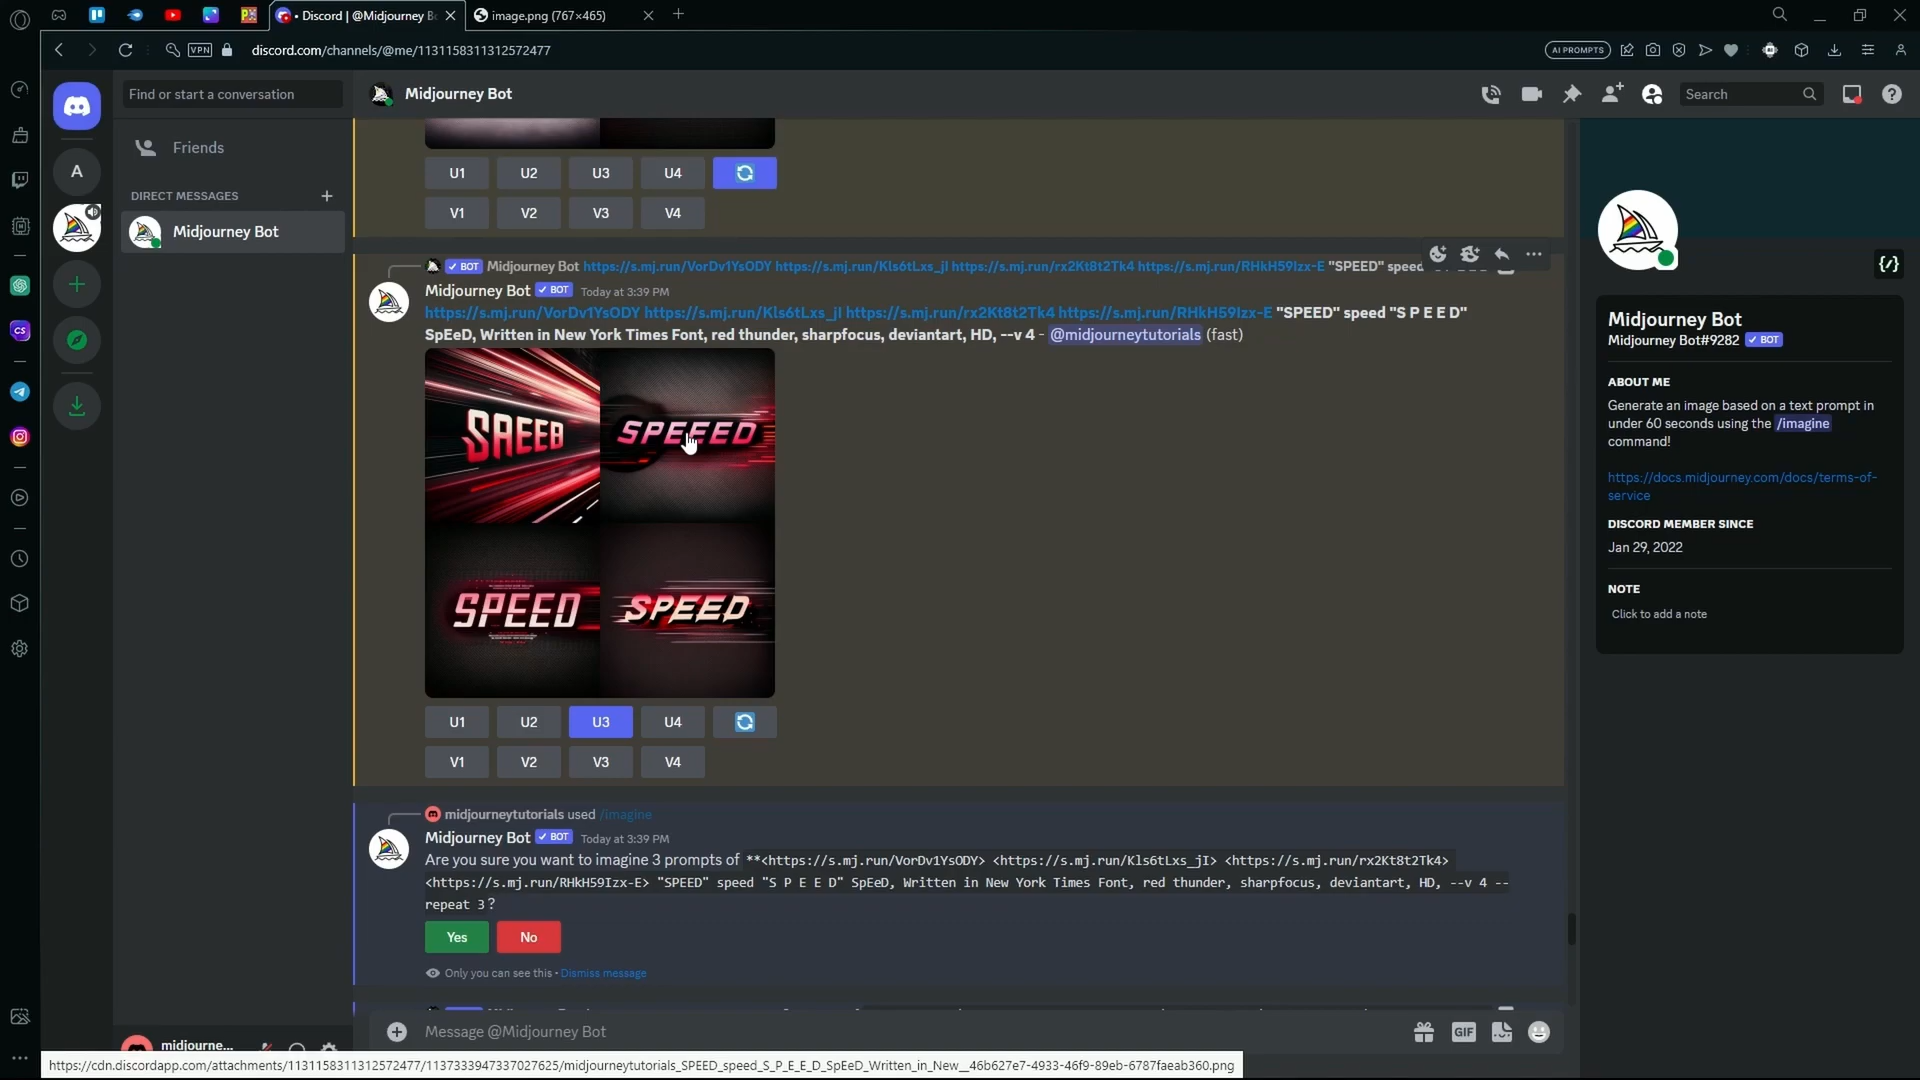 Discord | @Midjourney B
image.png (767×465)
VPN
discord.com/channels/@me/1131158311312572477
AI PROMPTS
Find or start a conversation
Midjourney Bot
Search
Friends
A
DIRECT MESSAGES
Midjourney Bot
CS
U1 U2 U3 U4
V1 V2 V3 V4
BOT Midjourney Bot https://s.mj.run/VorDv1YsODY https://s.mj.run/Kls6tLxs_jI https://s.mj.run/rx2Kt8t2Tk4 https://s.mj.run/RHkH59Izx-E "SPEED" speed
Midjourney Bot BOT Today at 3:39 PM
https://s.mj.run/VorDv1YsODY https://s.mj.run/Kls6tLxs_jI https://s.mj.run/rx2Kt8t2Tk4 https://s.mj.run/RHkH59Izx-E "SPEED" speed "S P E E D"
SpEeD, Written in New York Times Font, red thunder, sharpfocus, deviantart, HD, --v 4 - @midjourneytutorials (fast)
SAEEB SPEEED
SPEED SPEED
U1 U2 U3 U4
V1 V2 V3 V4
midjourneytutorials used /imagine
Midjourney Bot BOT Today at 3:39 PM
Are you sure you want to imagine 3 prompts of **<https://s.mj.run/VorDv1YsODY> <https://s.mj.run/Kls6tLxs_jI> <https://s.mj.run/rx2Kt8t2Tk4>
<https://s.mj.run/RHkH59Izx-E> "SPEED" speed "S P E E D" SpEeD, Written in New York Times Font, red thunder, sharpfocus, deviantart, HD, --v 4 --
repeat 3?
Yes No
Only you can see this • Dismiss message
Message @Midjourney Bot
GIF
midjourne...
https://cdn.discordapp.com/attachments/1131158311312572477/1137333947337027625/midjourneytutorials_SPEED_speed_S_P_E_E_D_SpEeD_Written_in_New__46b627e7-4933-46f9-89eb-6787faeab360.png
Midjourney Bot
Midjourney Bot#9282 BOT
ABOUT ME
Generate an image based on a text prompt in
under 60 seconds using the /imagine
command!
https://docs.midjourney.com/docs/terms-of-
service
DISCORD MEMBER SINCE
Jan 29, 2022
NOTE
Click to add a note